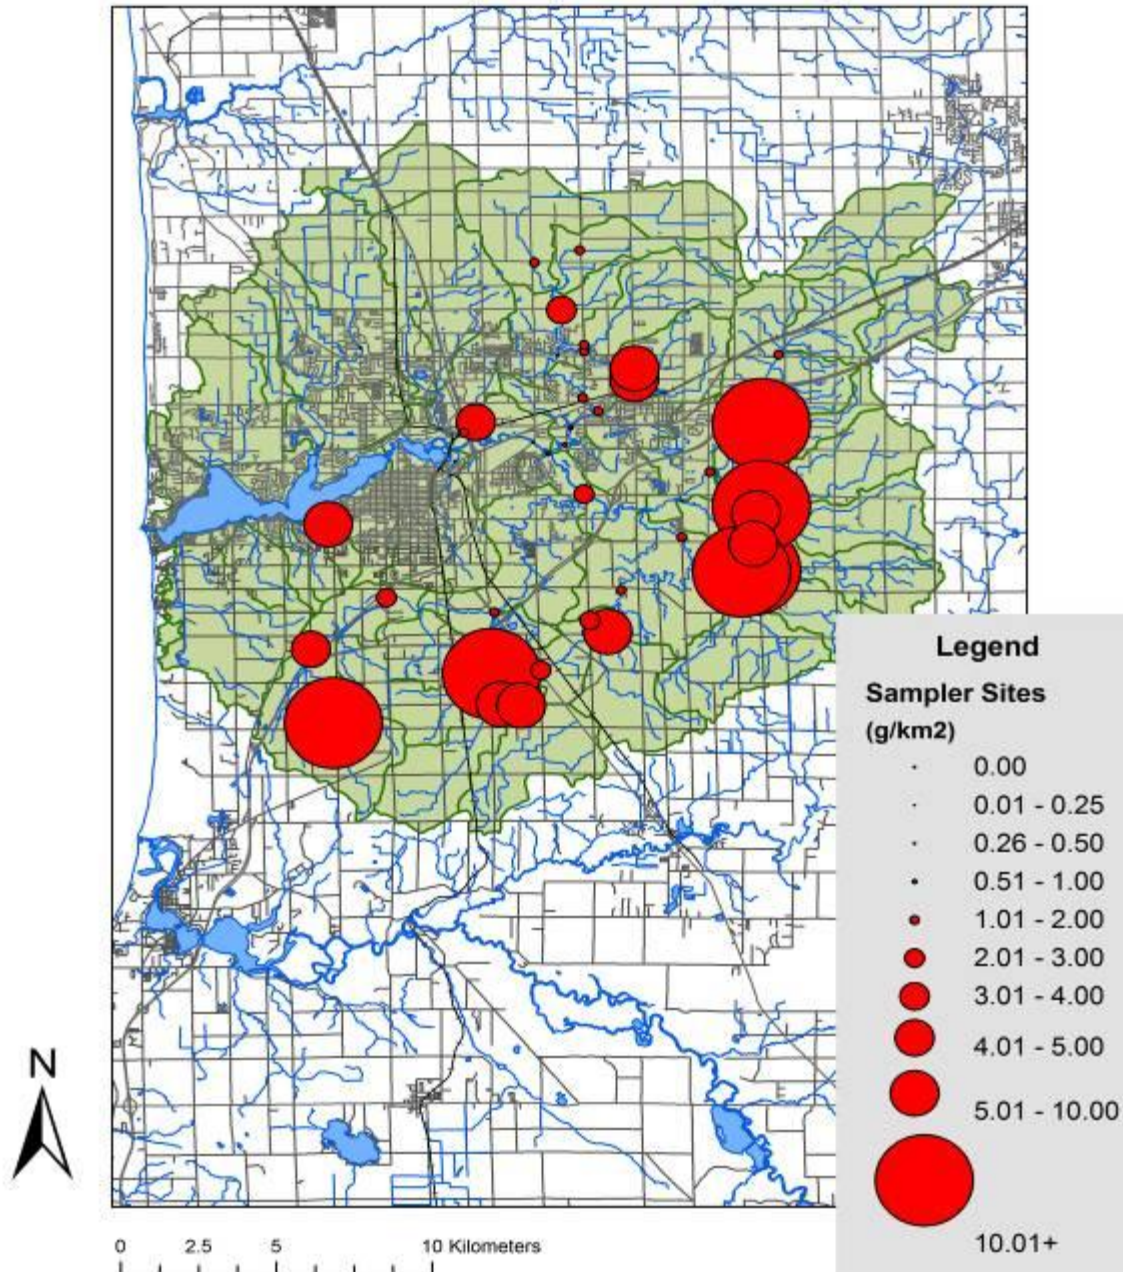 Legend
Sampler Sites
(g/km2)
0.00
0.01 - 0.25
0.26 - 0.50
0.51 - 1.00
1.01 - 2.00
2.01 - 3.00
3.01 - 4.00
4.01 - 5.00
5.01 - 10.00
10.01+
N
0 2.5 5 10 Kilometers